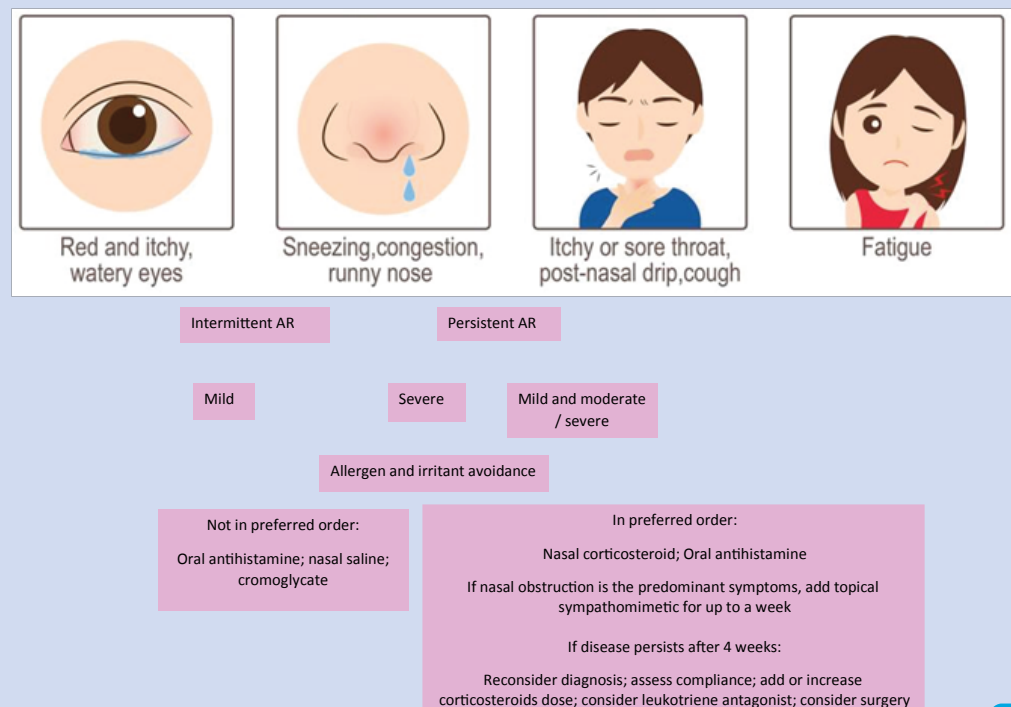 Red and itchy,
watery eyes
Sneezing,congestion,
runny nose
Itchy or sore throat,
post-nasal drip,cough
Fatigue
Intermittent AR
Persistent AR
Mild
Severe
Mild and moderate
/ severe
Allergen and irritant avoidance
Not in preferred order:
Oral antihistamine; nasal saline;
cromoglycate
In preferred order:
Nasal corticosteroid; Oral antihistamine
If nasal obstruction is the predominant symptoms, add topical
sympathomimetic for up to a week
If disease persists after 4 weeks:
Reconsider diagnosis; assess compliance; add or increase
corticosteroids dose; consider leukotriene antagonist; consider surgery